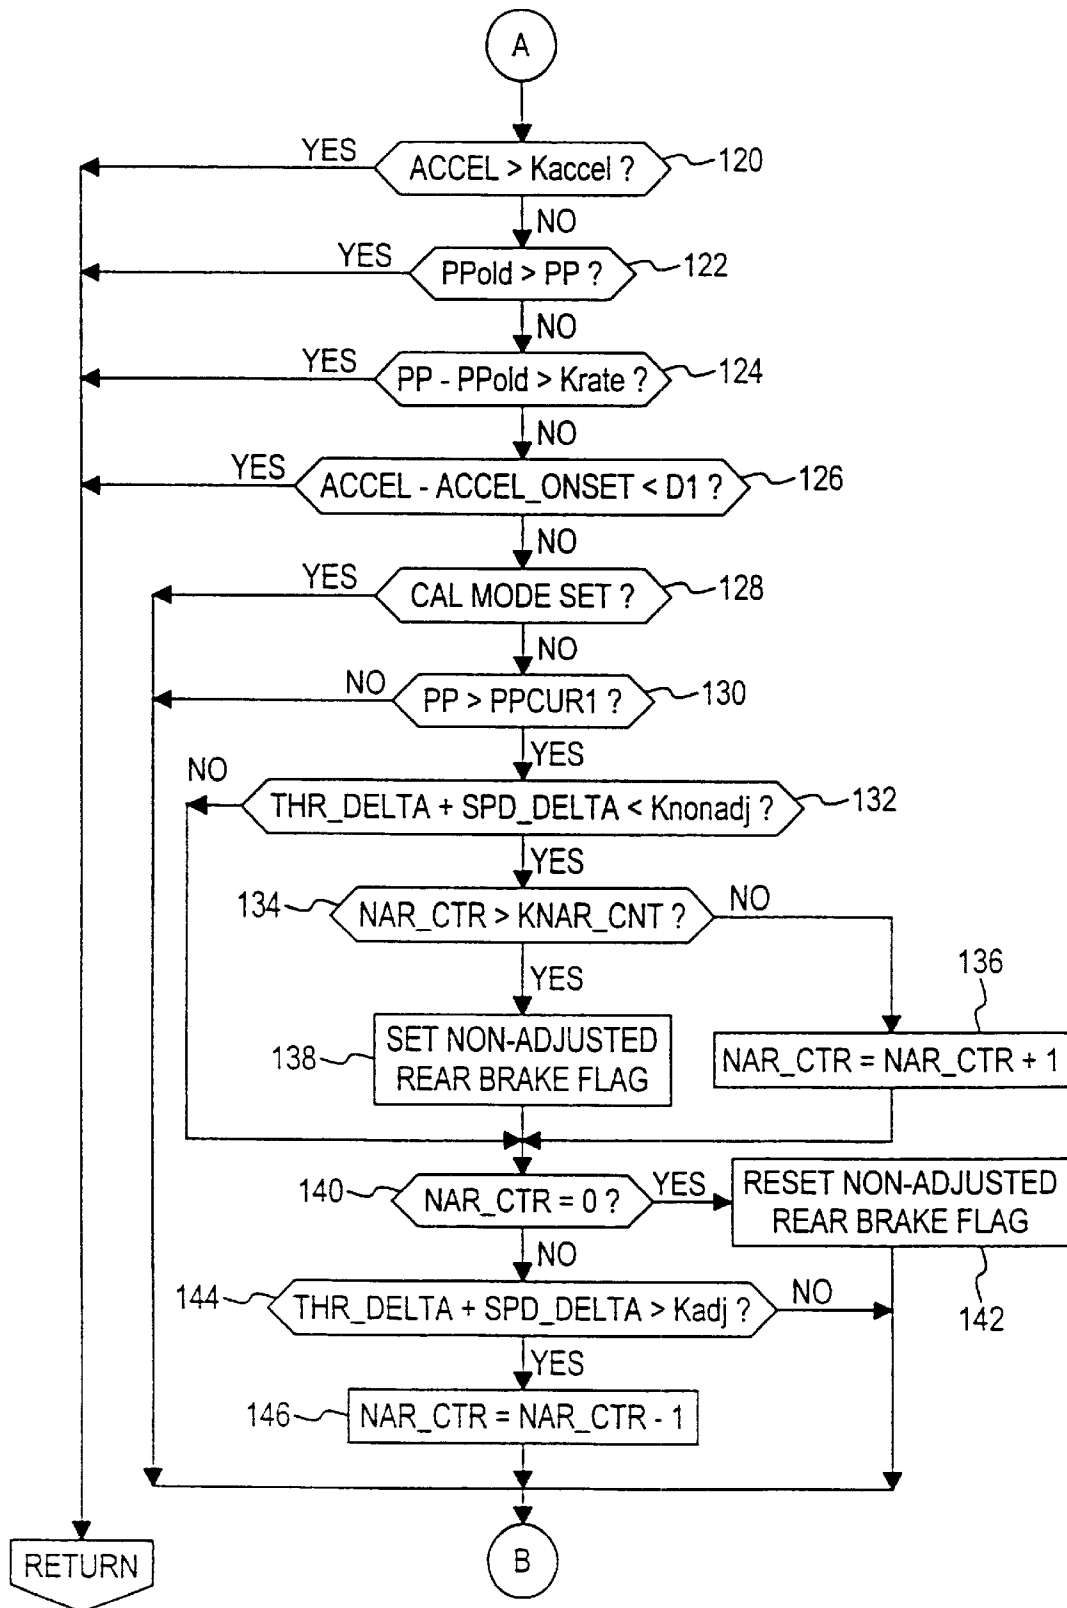 A
YES
ACCEL > Kaccel ?
120
NO
YES
PPold > PP ?
122
NO
YES
PP - PPold > Krate ?
124
NO
YES
ACCEL - ACCEL_ONSET < D1 ?
126
NO
YES
CAL MODE SET ?
128
NO
NO
PP > PPCUR1 ?
130
YES
NO
THR_DELTA + SPD_DELTA < Knonadj ?
132
YES
134
NAR_CTR > KNAR_CNT ?
NO
YES
136
138
SET NON-ADJUSTED
REAR BRAKE FLAG
NAR_CTR = NAR_CTR + 1
140
NAR_CTR = 0 ?
YES
RESET NON-ADJUSTED
REAR BRAKE FLAG
NO
142
144
THR_DELTA + SPD_DELTA > Kadj ?
NO
YES
146
NAR_CTR = NAR_CTR - 1
RETURN
B